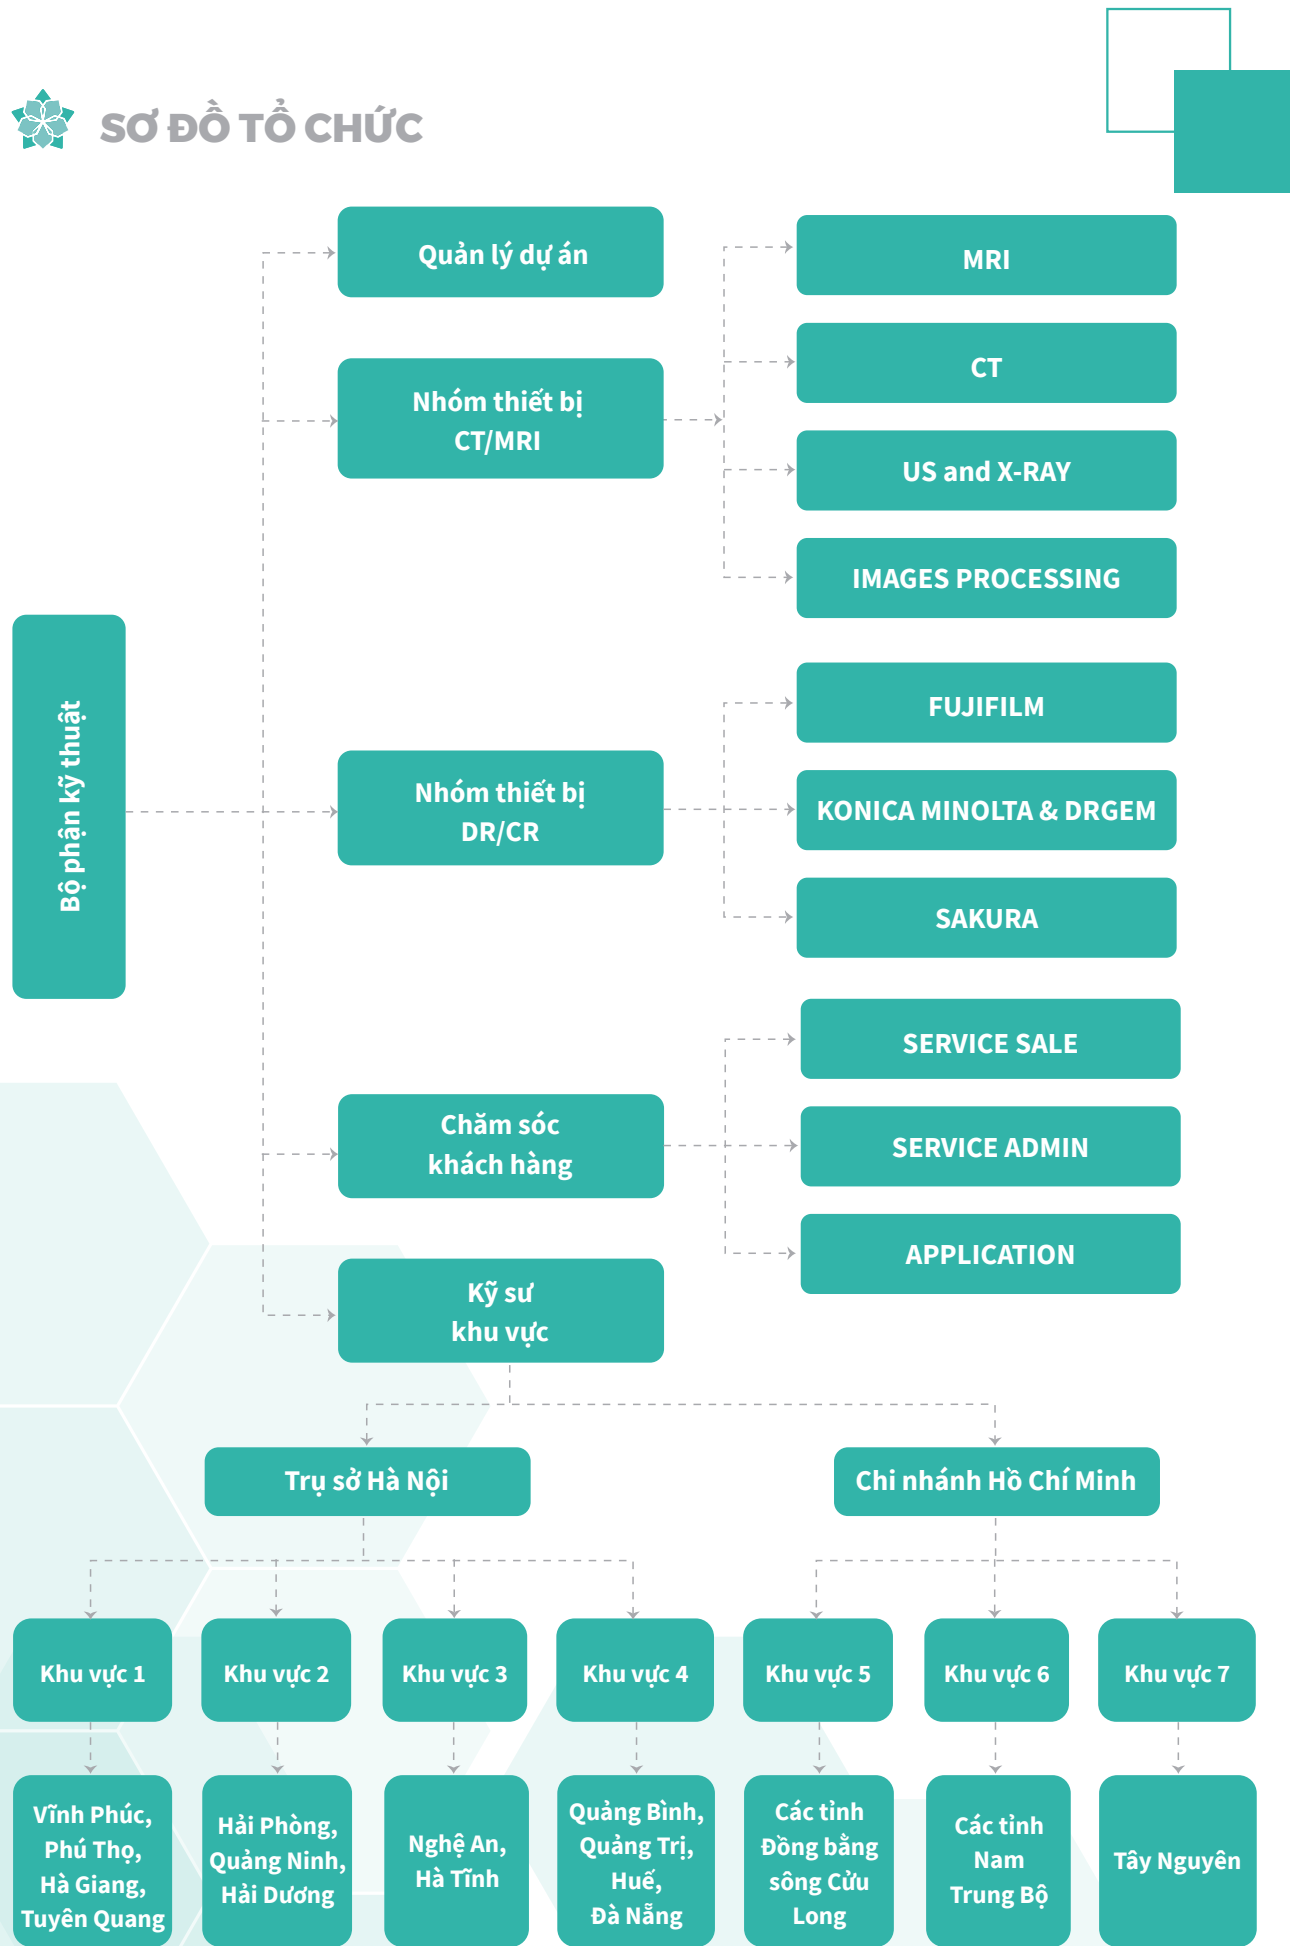 SƠ ĐỒ TỔ CHỨC
Bộ phận kỹ thuật
Quản lý dự án
Nhóm thiết bị
CT/MRI
MRI
CT
US and X-RAY
IMAGES PROCESSING
Nhóm thiết bị
DR/CR
FUJIFILM
KONICA MINOLTA & DRGEM
SAKURA
Chăm sóc
khách hàng
SERVICE SALE
SERVICE ADMIN
APPLICATION
Kỹ sư
khu vực
Trụ sở Hà Nội
Chi nhánh Hồ Chí Minh
Khu vực 1
Khu vực 2
Khu vực 3
Khu vực 4
Khu vực 5
Khu vực 6
Khu vực 7
Vĩnh Phúc,
Phú Thọ,
Hà Giang,
Tuyên Quang
Hải Phòng,
Quảng Ninh,
Hải Dương
Nghệ An,
Hà Tĩnh
Quảng Bình,
Quảng Trị,
Huế,
Đà Nẵng
Các tỉnh
Đồng bằng
sông Cửu
Long
Các tỉnh
Nam
Trung Bộ
Tây Nguyên